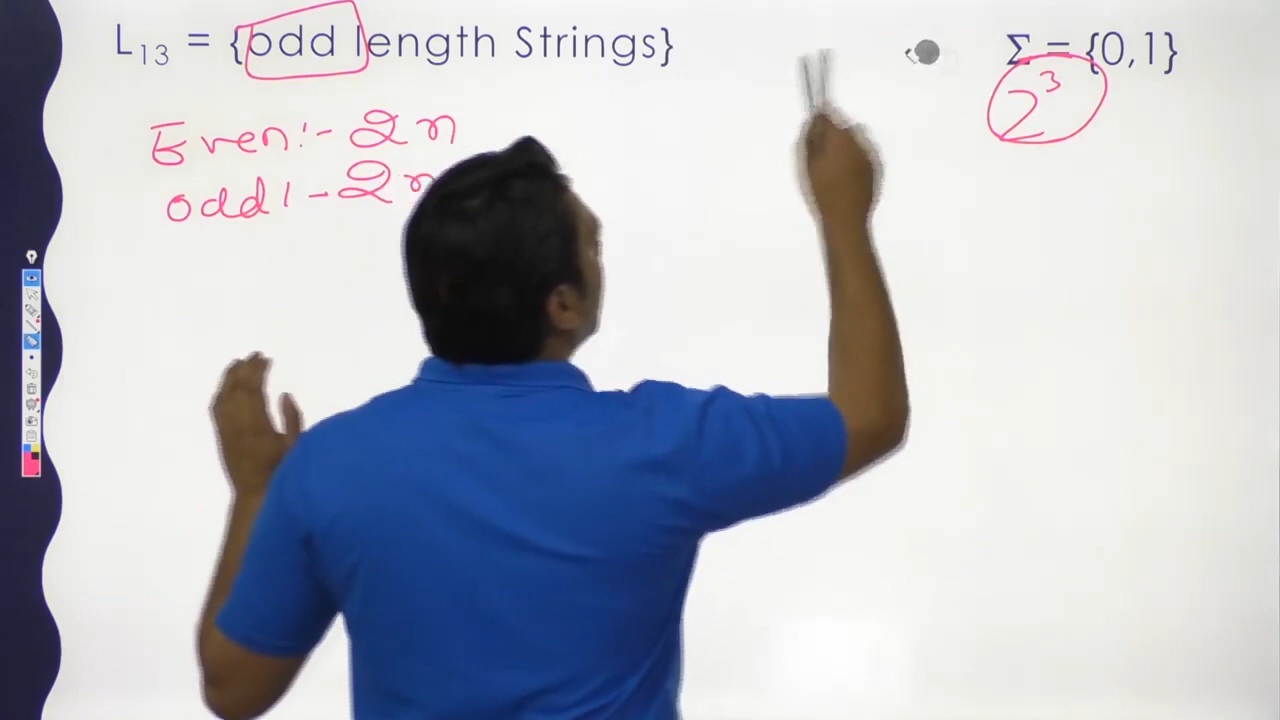 L13 = {odd length Strings}
Σ = {0,1}
2³
Even:- 2n
odd:- 2n